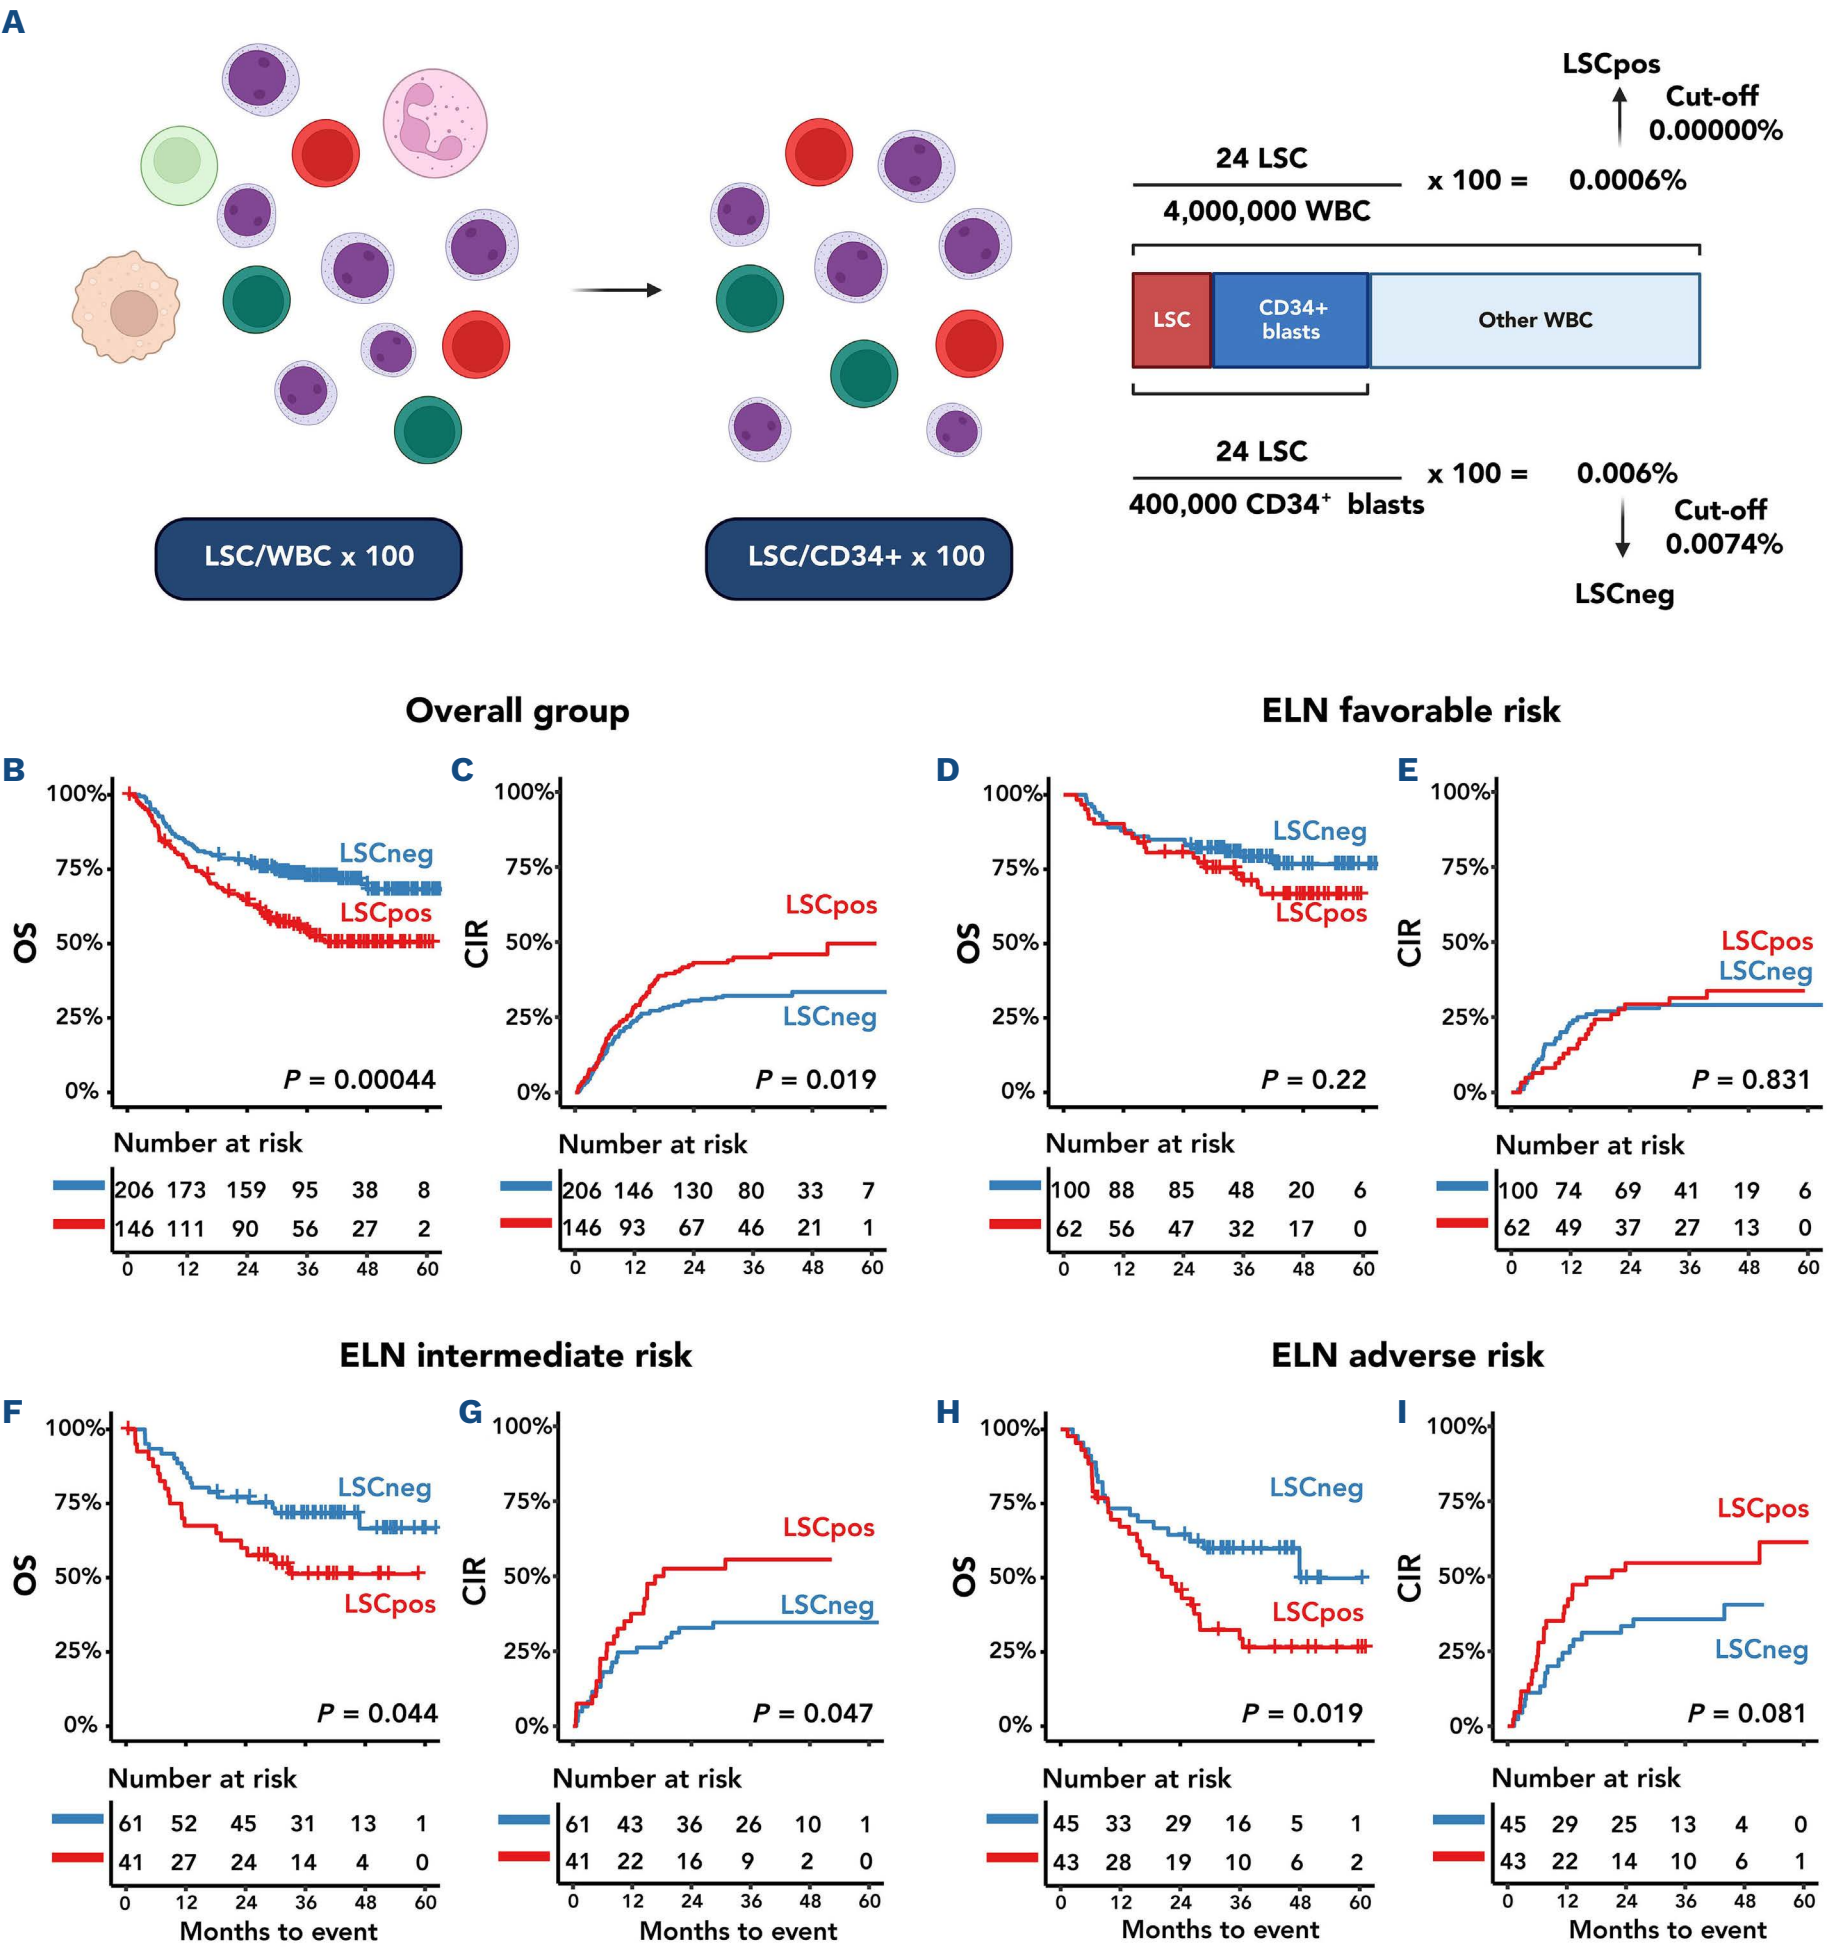 A
LSCpos
Cut-off
0.00000%
24 LSC
4,000,000 WBC
x 100 = 0.0006%
LSC
CD34+
blasts
Other WBC
24 LSC
400,000 CD34+ blasts
x 100 = 0.006%
Cut-off
0.0074%
LSCneg
LSC/WBC x 100
LSC/CD34+ x 100
Overall group
ELN favorable risk
B
OS
100%
75%
50%
25%
0%
LSCneg
LSCpos
P = 0.00044
Number at risk
206 173 159 95 38 8
146 111 90 56 27 2
0 12 24 36 48 60
C
CIR
100%
75%
50%
25%
0%
LSCpos
LSCneg
P = 0.019
Number at risk
206 146 130 80 33 7
146 93 67 46 21 1
0 12 24 36 48 60
D
OS
100%
75%
50%
25%
0%
LSCneg
LSCpos
P = 0.22
Number at risk
100 88 85 48 20 6
62 56 47 32 17 0
0 12 24 36 48 60
E
CIR
100%
75%
50%
25%
0%
LSCpos
LSCneg
P = 0.831
Number at risk
100 74 69 41 19 6
62 49 37 27 13 0
0 12 24 36 48 60
ELN intermediate risk
ELN adverse risk
F
OS
100%
75%
50%
25%
0%
LSCneg
LSCpos
P = 0.044
Number at risk
61 52 45 31 13 1
41 27 24 14 4 0
0 12 24 36 48 60
Months to event
G
CIR
100%
75%
50%
25%
0%
LSCpos
LSCneg
P = 0.047
Number at risk
61 43 36 26 10 1
41 22 16 9 2 0
0 12 24 36 48 60
Months to event
H
OS
100%
75%
50%
25%
0%
LSCneg
LSCpos
P = 0.019
Number at risk
45 33 29 16 5 1
43 28 19 10 6 2
0 12 24 36 48 60
Months to event
I
CIR
100%
75%
50%
25%
0%
LSCpos
LSCneg
P = 0.081
Number at risk
45 29 25 13 4 0
43 22 14 10 6 1
0 12 24 36 48 60
Months to event